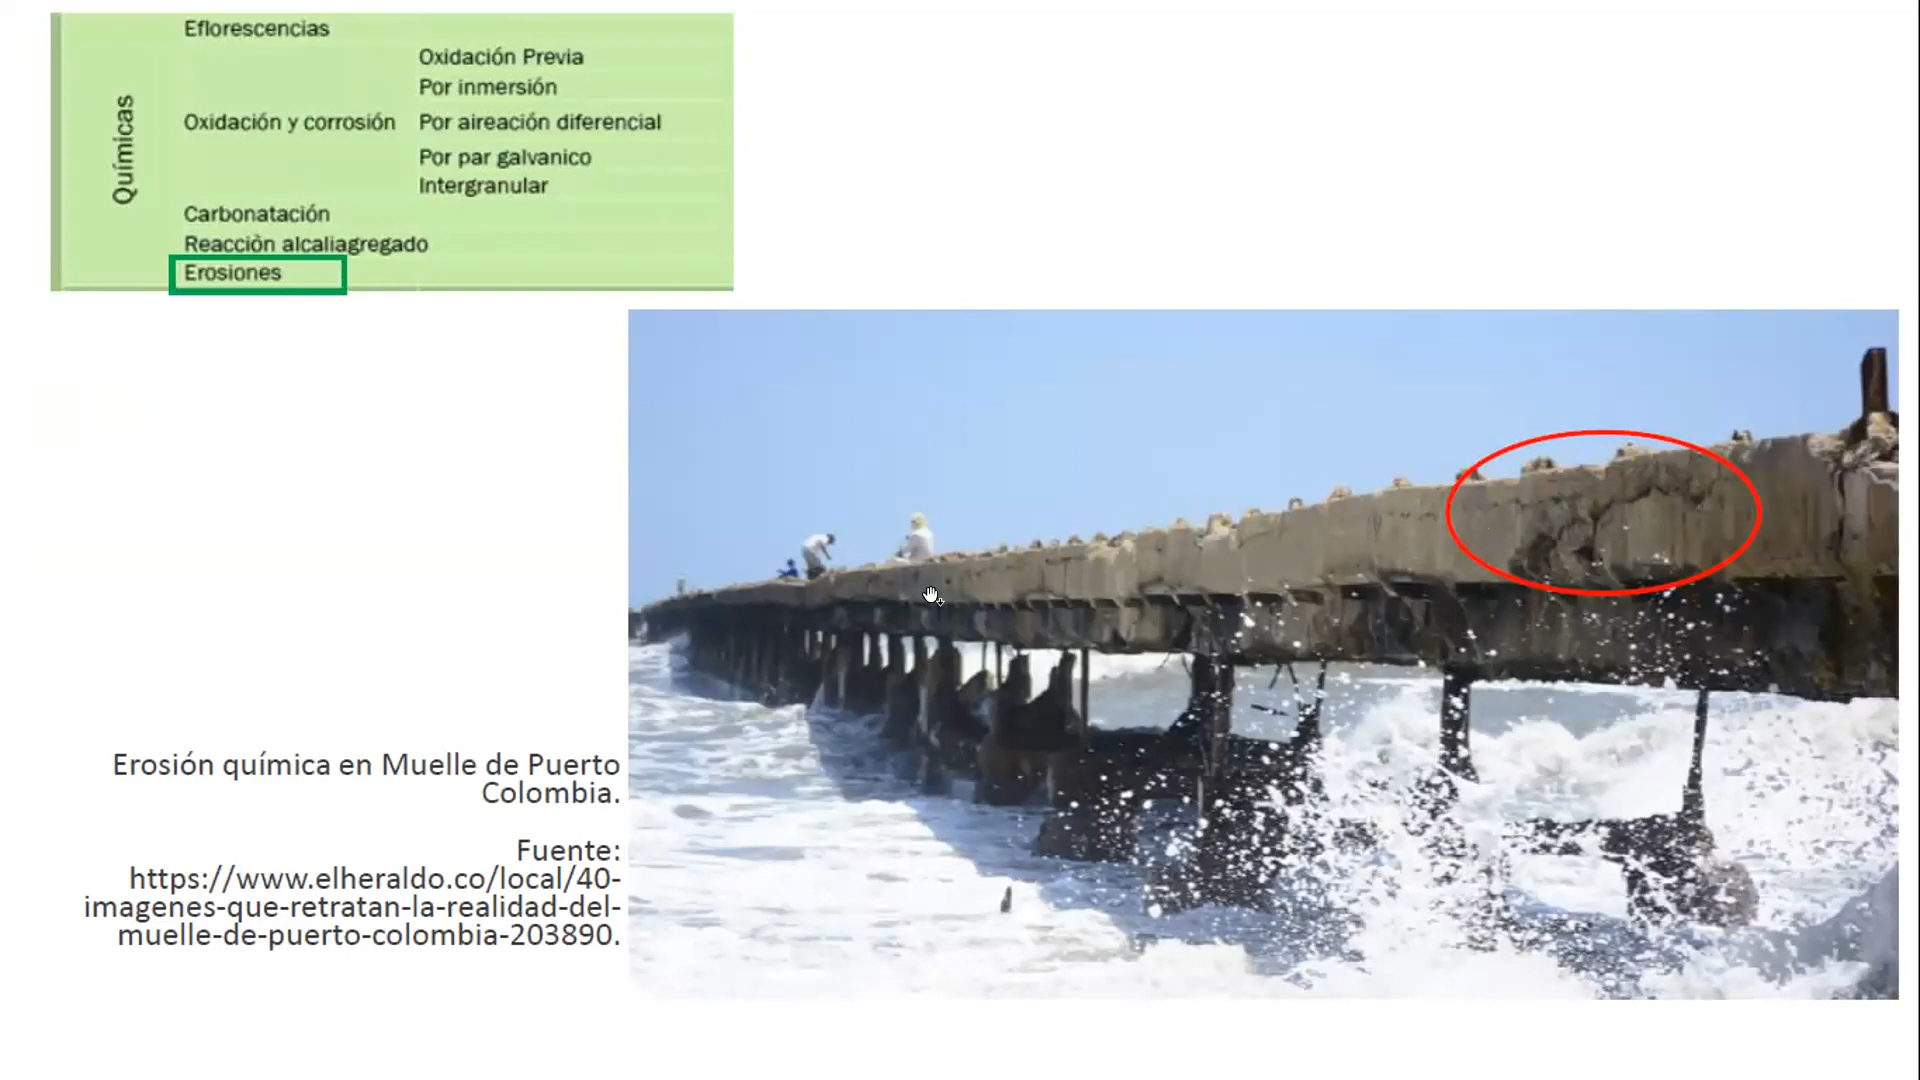 Eflorescencias
Oxidación Previa
Por inmersión
Oxidación y corrosión Por aireación diferencial
Por par galvanico
Intergranular
Químicas
Carbonatación
Reacciòn alcaliagregado
Erosiones
Erosión química en Muelle de Puerto
Colombia.
Fuente:
https://www.elheraldo.co/local/40-
imagenes-que-retratan-la-realidad-del-
muelle-de-puerto-colombia-203890.